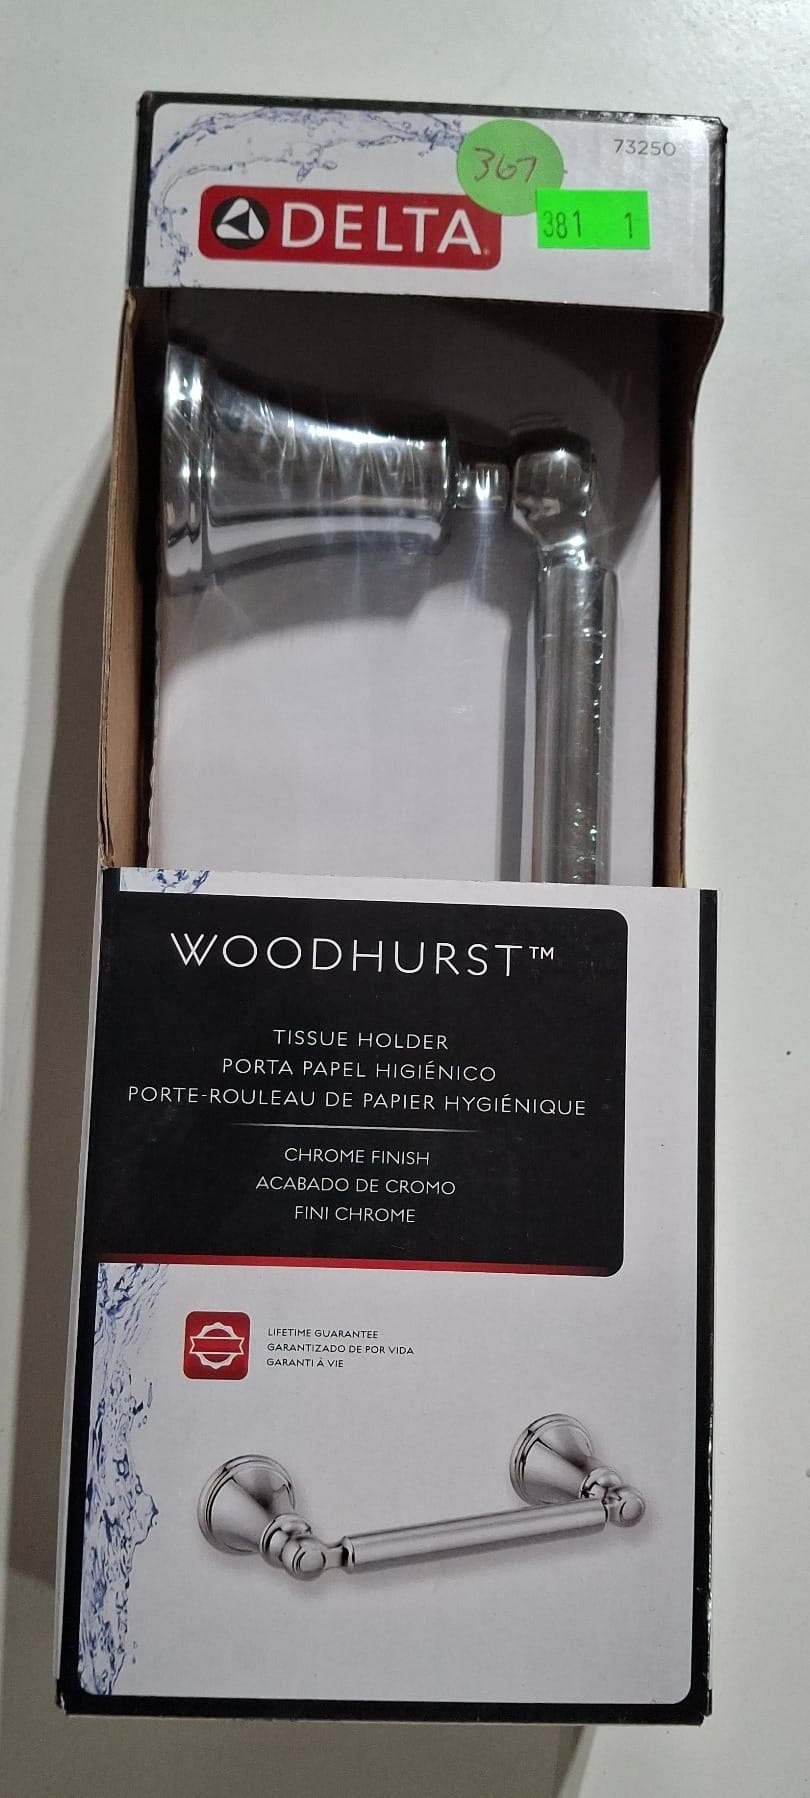 73250
367
DELTA
381 1
WOODHURST™
TISSUE HOLDER
PORTA PAPEL HIGIÉNICO
PORTE-ROULEAU DE PAPIER HYGIÉNIQUE
CHROME FINISH
ACABADO DE CROMO
FINI CHROME
LIFETIME GUARANTEE
GARANTIZADO DE POR VIDA
GARANTI À VIE